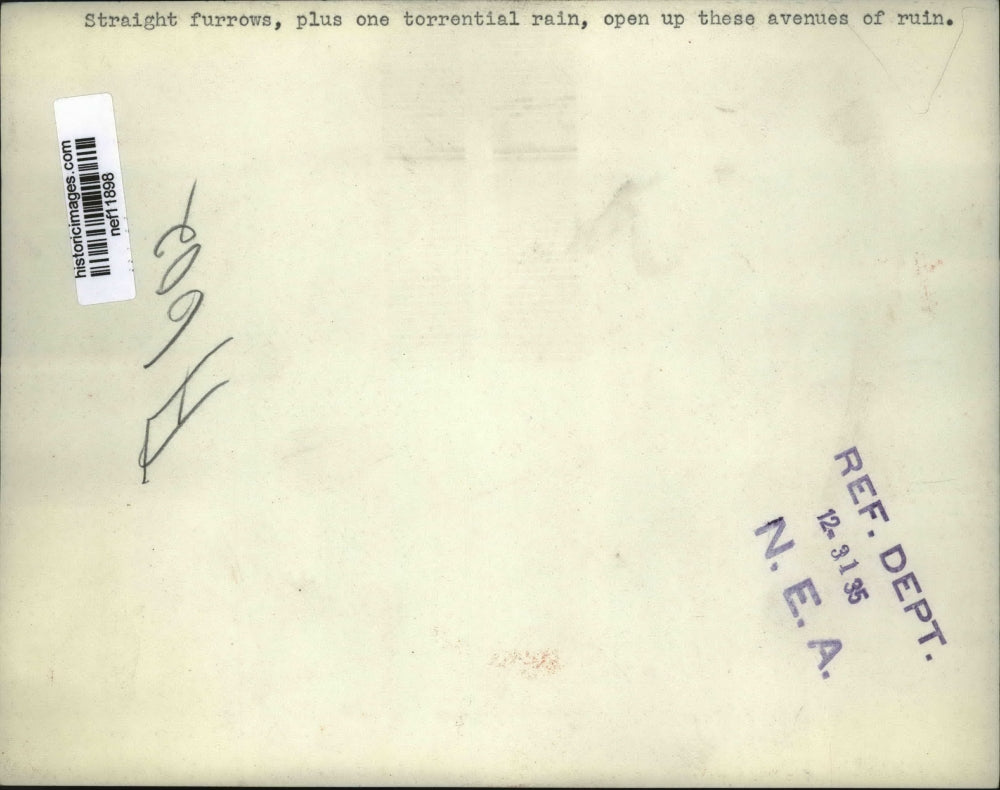 Straight furrows, plus one torrential rain, open up these avenues of ruin.
historicimages.com
nef11898
REF. DEPT.
12-31 35
N. E. A.